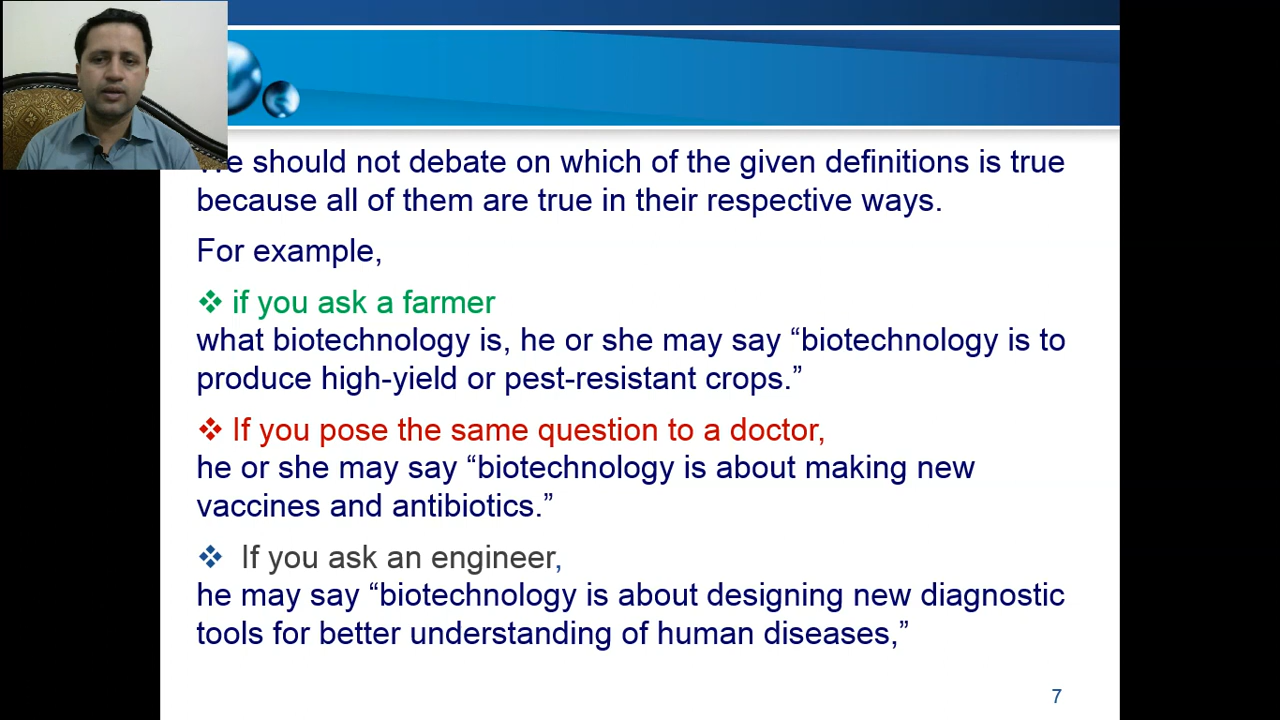 should not debate on which of the given definitions is true
because all of them are true in their respective ways.
For example,
❖ if you ask a farmer
what biotechnology is, he or she may say “biotechnology is to
produce high-yield or pest-resistant crops.”
❖ If you pose the same question to a doctor,
he or she may say “biotechnology is about making new
vaccines and antibiotics.”
❖ If you ask an engineer,
he may say “biotechnology is about designing new diagnostic
tools for better understanding of human diseases,”
7